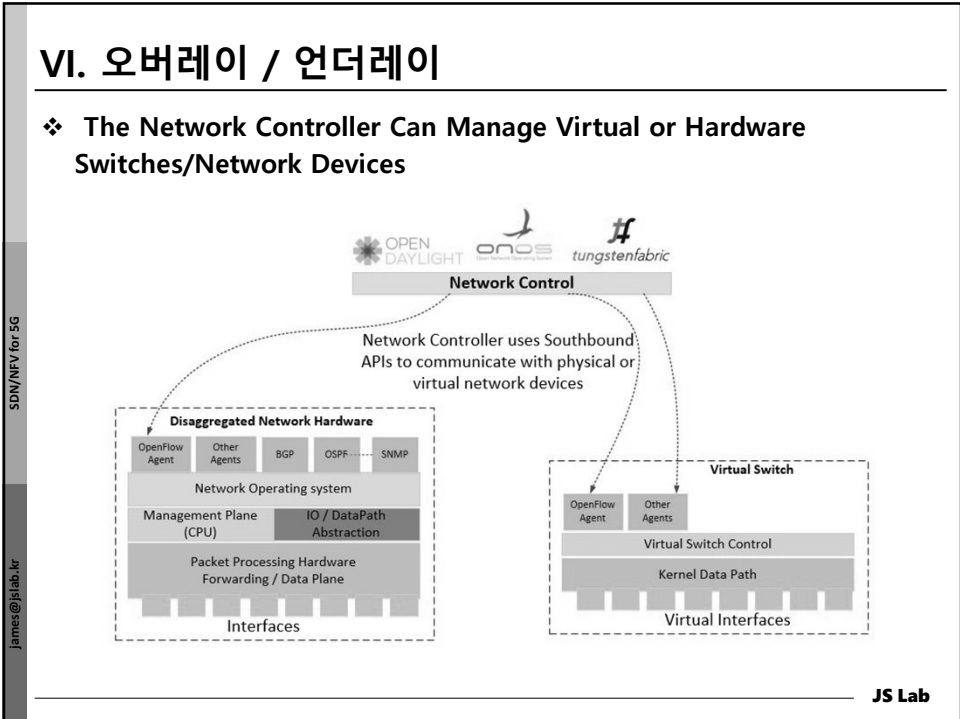 VI. 오버레이 / 언더레이
❖ The Network Controller Can Manage Virtual or Hardware
Switches/Network Devices
OPEN
DAYLIGHT
onos
Open Network Operating System
tungstenfabric
Network Control
Network Controller uses Southbound
APIs to communicate with physical or
virtual network devices
Disaggregated Network Hardware
OpenFlow
Agent
Other
Agents
BGP
OSPF
SNMP
Network Operating system
Management Plane
(CPU)
IO / DataPath
Abstraction
Packet Processing Hardware
Forwarding / Data Plane
Interfaces
Virtual Switch
OpenFlow
Agent
Other
Agents
Virtual Switch Control
Kernel Data Path
Virtual Interfaces
SDN/NFV for 5G
james@jslab.kr
JS Lab